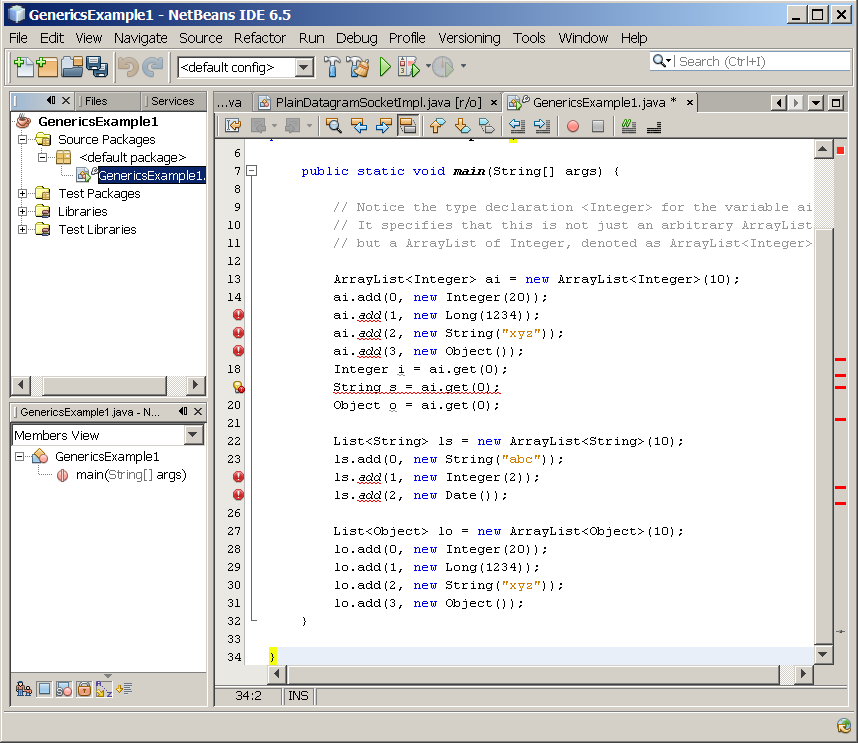 GenericsExample1 - NetBeans IDE 6.5
File Edit View Navigate Source Refactor Run Debug Profile Versioning Tools Window Help
<default config> Search (Ctrl+I)
Files Services
...va PlainDatagramSocketImpl.java [r/o] GenericsExample1.java *
GenericsExample1
Source Packages
<default package>
GenericsExample1.
Test Packages
Libraries
Test Libraries
GenericsExample1.java - N...
Members View
GenericsExample1
main(String[] args)
6
7 public static void main(String[] args) {
8
9 // Notice the type declaration <Integer> for the variable ai
10 // It specifies that this is not just an arbitrary ArrayList
11 // but a ArrayList of Integer, denoted as ArrayList<Integer>
12
13 ArrayList<Integer> ai = new ArrayList<Integer>(10);
14 ai.add(0, new Integer(20));
ai.add(1, new Long(1234));
ai.add(2, new String("xyz"));
ai.add(3, new Object());
18 Integer i = ai.get(0);
String s = ai.get(0);
20 Object o = ai.get(0);
21
22 List<String> ls = new ArrayList<String>(10);
23 ls.add(0, new String("abc"));
ls.add(1, new Integer(2));
ls.add(2, new Date());
26
27 List<Object> lo = new ArrayList<Object>(10);
28 lo.add(0, new Integer(20));
29 lo.add(1, new Long(1234));
30 lo.add(2, new String("xyz"));
31 lo.add(3, new Object());
32 }
33
34 }
34:2 INS